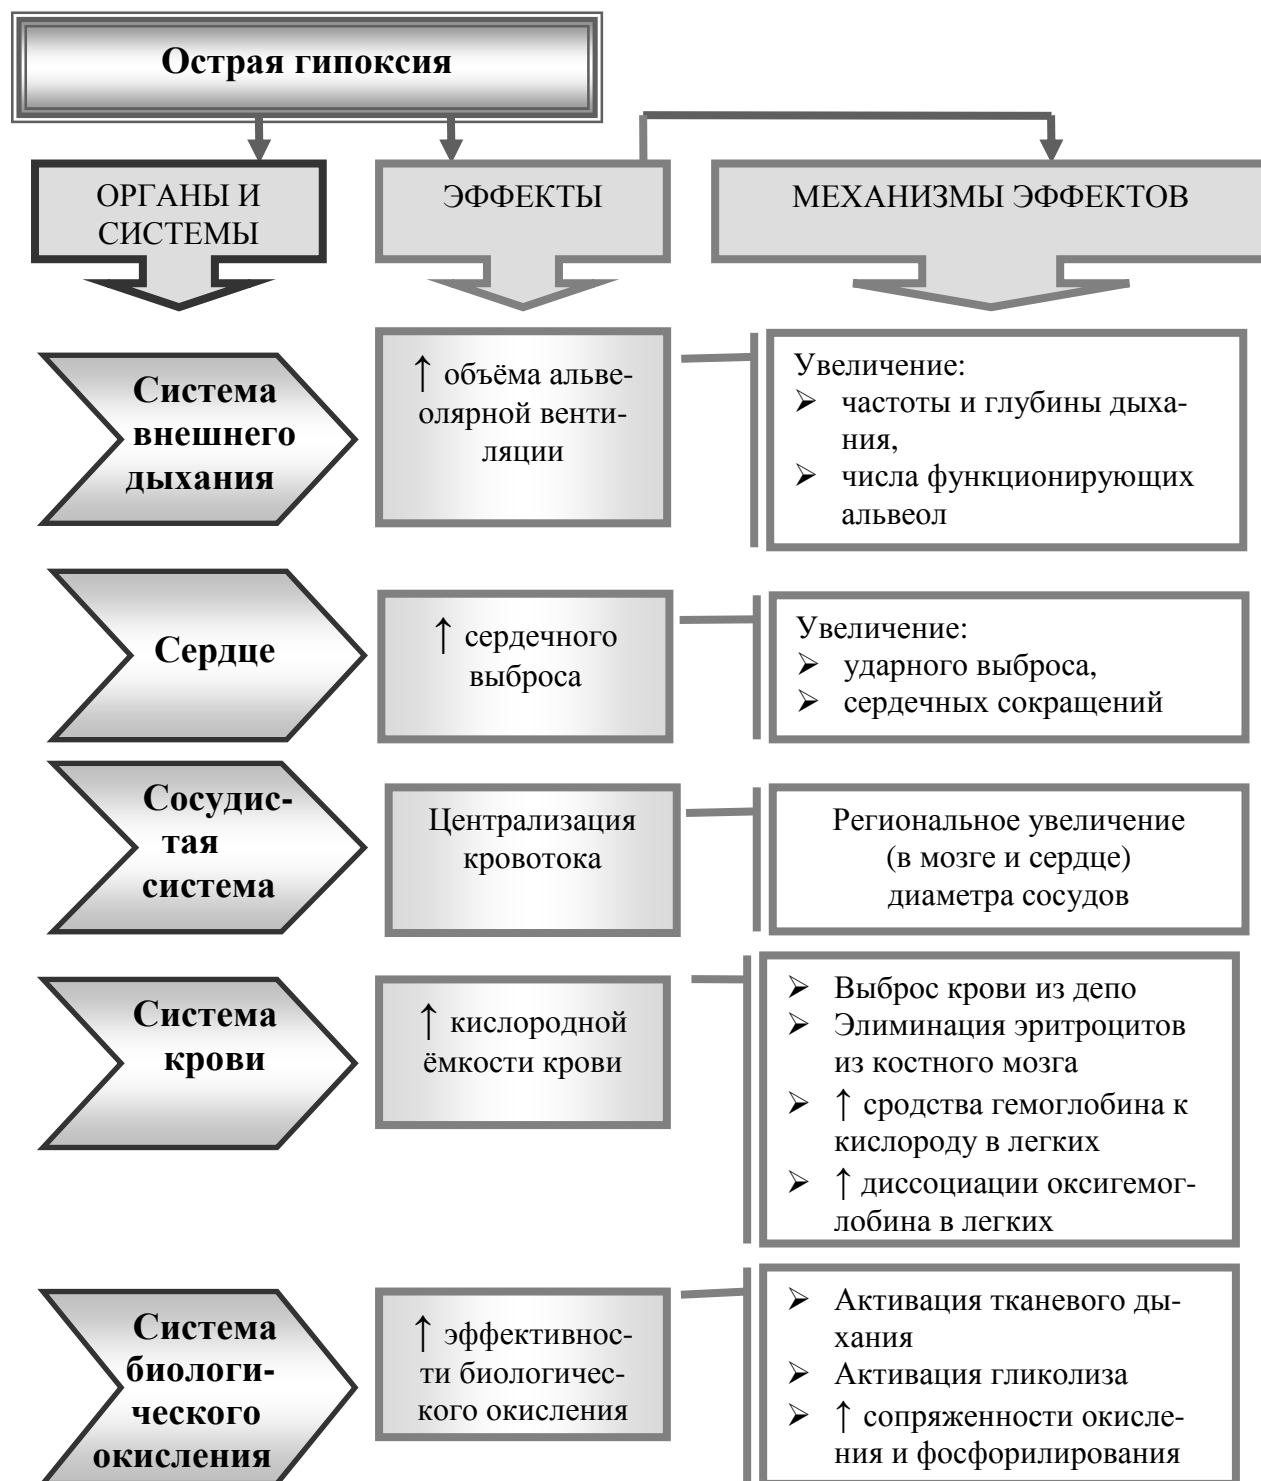 Острая гипоксия
ОРГАНЫ И
СИСТЕМЫ
ЭФФЕКТЫ
МЕХАНИЗМЫ ЭФФЕКТОВ
Система
внешнего
дыхания
↑ объёма альве-
олярной венти-
ляции
Увеличение:
➢ частоты и глубины дыха-
ния,
➢ числа функционирующих
альвеол
Сердце
↑ сердечного
выброса
Увеличение:
➢ ударного выброса,
➢ сердечных сокращений
Сосудис-
тая
система
Централизация
кровотока
Региональное увеличение
(в мозге и сердце)
диаметра сосудов
Система
крови
↑ кислородной
ёмкости крови
➢ Выброс крови из депо
➢ Элиминация эритроцитов
из костного мозга
➢ ↑ сродства гемоглобина к
кислороду в легких
➢ ↑ диссоциации оксигемог-
лобина в легких
Система
биологи-
ческого
окисления
↑ эффективнос-
ти биологичес-
кого окисления
➢ Активация тканевого ды-
хания
➢ Активация гликолиза
➢ ↑ сопряженности окисле-
ния и фосфорилирования